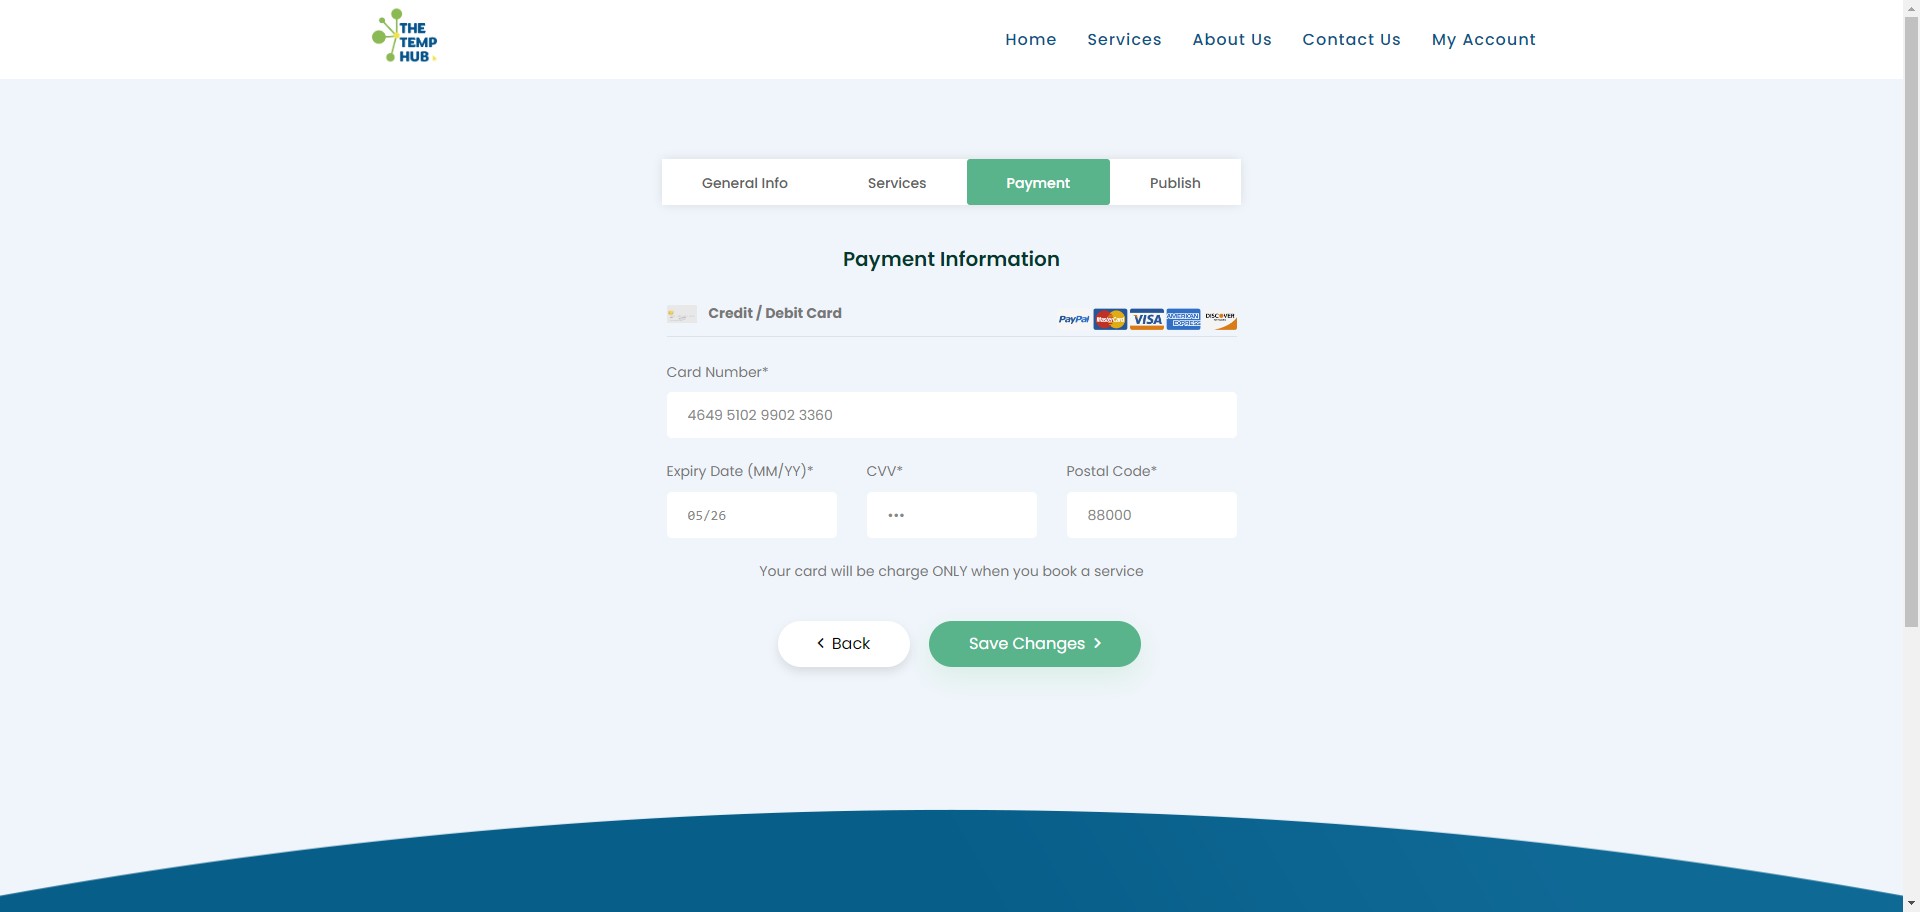 THE
TEMP
HUB
Home Services About Us Contact Us My Account
General Info Services Payment Publish
Payment Information
Credit / Debit Card PayPal MasterCard VISA AMERICAN EXPRESS DISCOVER
Card Number*
4649 5102 9902 3360
Expiry Date (MM/YY)* CVV* Postal Code*
05/26 ••• 88000
Your card will be charge ONLY when you book a service
Back Save Changes